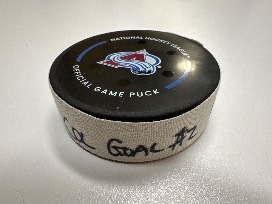 NATIONAL HOCKEY LEAGUE
OFFICIAL GAME PUCK
GOAL #2